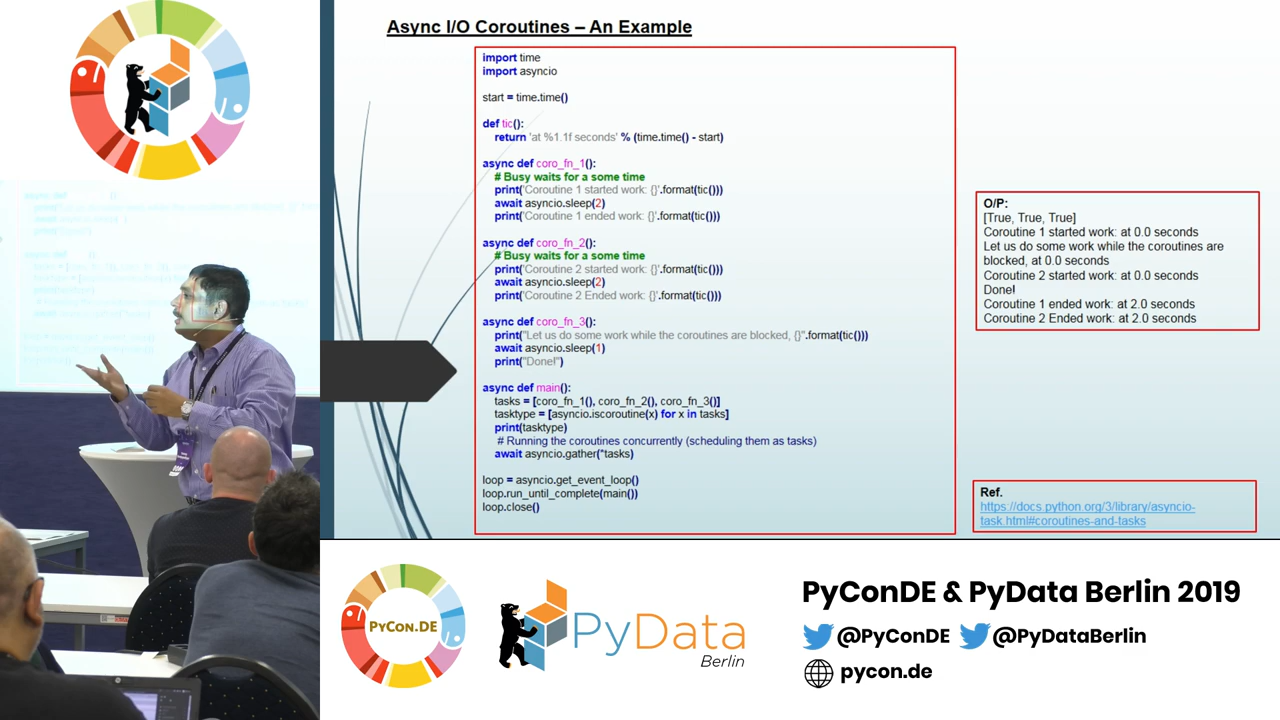 Async I/O Coroutines – An Example
import time
import asyncio
start = time.time()
def tic():
return 'at %1.1f seconds' % (time.time() - start)
async def coro_fn_1():
# Busy waits for a some time
print('Coroutine 1 started work: {}'.format(tic()))
await asyncio.sleep(2)
print('Coroutine 1 ended work: {}'.format(tic()))
async def coro_fn_2():
# Busy waits for a some time
print('Coroutine 2 started work: {}'.format(tic()))
await asyncio.sleep(2)
print('Coroutine 2 Ended work: {}'.format(tic()))
async def coro_fn_3():
print("Let us do some work while the coroutines are blocked, {}".format(tic()))
await asyncio.sleep(1)
print("Done!")
async def main():
tasks = [coro_fn_1(), coro_fn_2(), coro_fn_3()]
tasktype = [asyncio.iscoroutine(x) for x in tasks]
print(tasktype)
# Running the coroutines concurrently (scheduling them as tasks)
await asyncio.gather(*tasks)
loop = asyncio.get_event_loop()
loop.run_until_complete(main())
loop.close()
O/P:
[True, True, True]
Coroutine 1 started work: at 0.0 seconds
Let us do some work while the coroutines are
blocked, at 0.0 seconds
Coroutine 2 started work: at 0.0 seconds
Done!
Coroutine 1 ended work: at 2.0 seconds
Coroutine 2 Ended work: at 2.0 seconds
Ref.
https://docs.python.org/3/library/asyncio-
task.html#coroutines-and-tasks
PYCON.DE
PyData
Berlin
PyConDE & PyData Berlin 2019
@PyConDE @PyDataBerlin
pycon.de